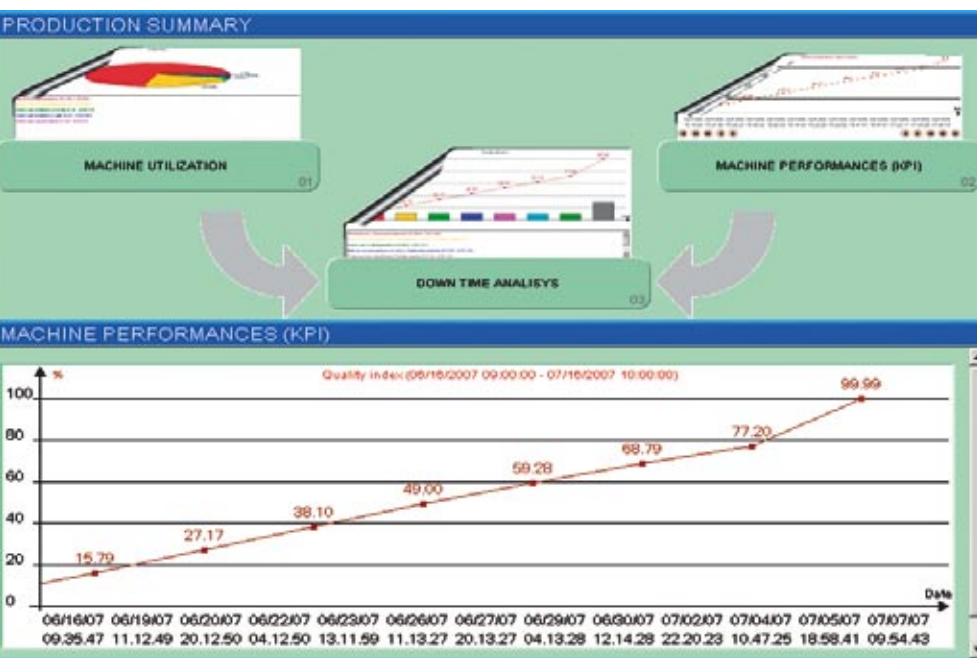 PRODUCTION SUMMARY
MACHINE UTILIZATION
01
MACHINE PERFORMANCES (KPI)
02
DOWN TIME ANALISYS
03
MACHINE PERFORMANCES (KPI)
%
Quality index (06/16/2007 09:00:00 - 07/16/2007 10:00:00)
100
80
60
40
20
0
15.79
27.17
38.10
49.00
59.28
68.79
77.20
99.99
Date
06/16/07 06/19/07 06/20/07 06/22/07 06/23/07 06/26/07 06/27/07 06/29/07 06/30/07 07/02/07 07/04/07 07/05/07 07/07/07
09.35.47 11.12.49 20.12.50 04.12.50 13.11.59 11.13.27 20.13.27 04.13.28 12.14.28 22.20.23 10.47.25 18.58.41 09.54.43